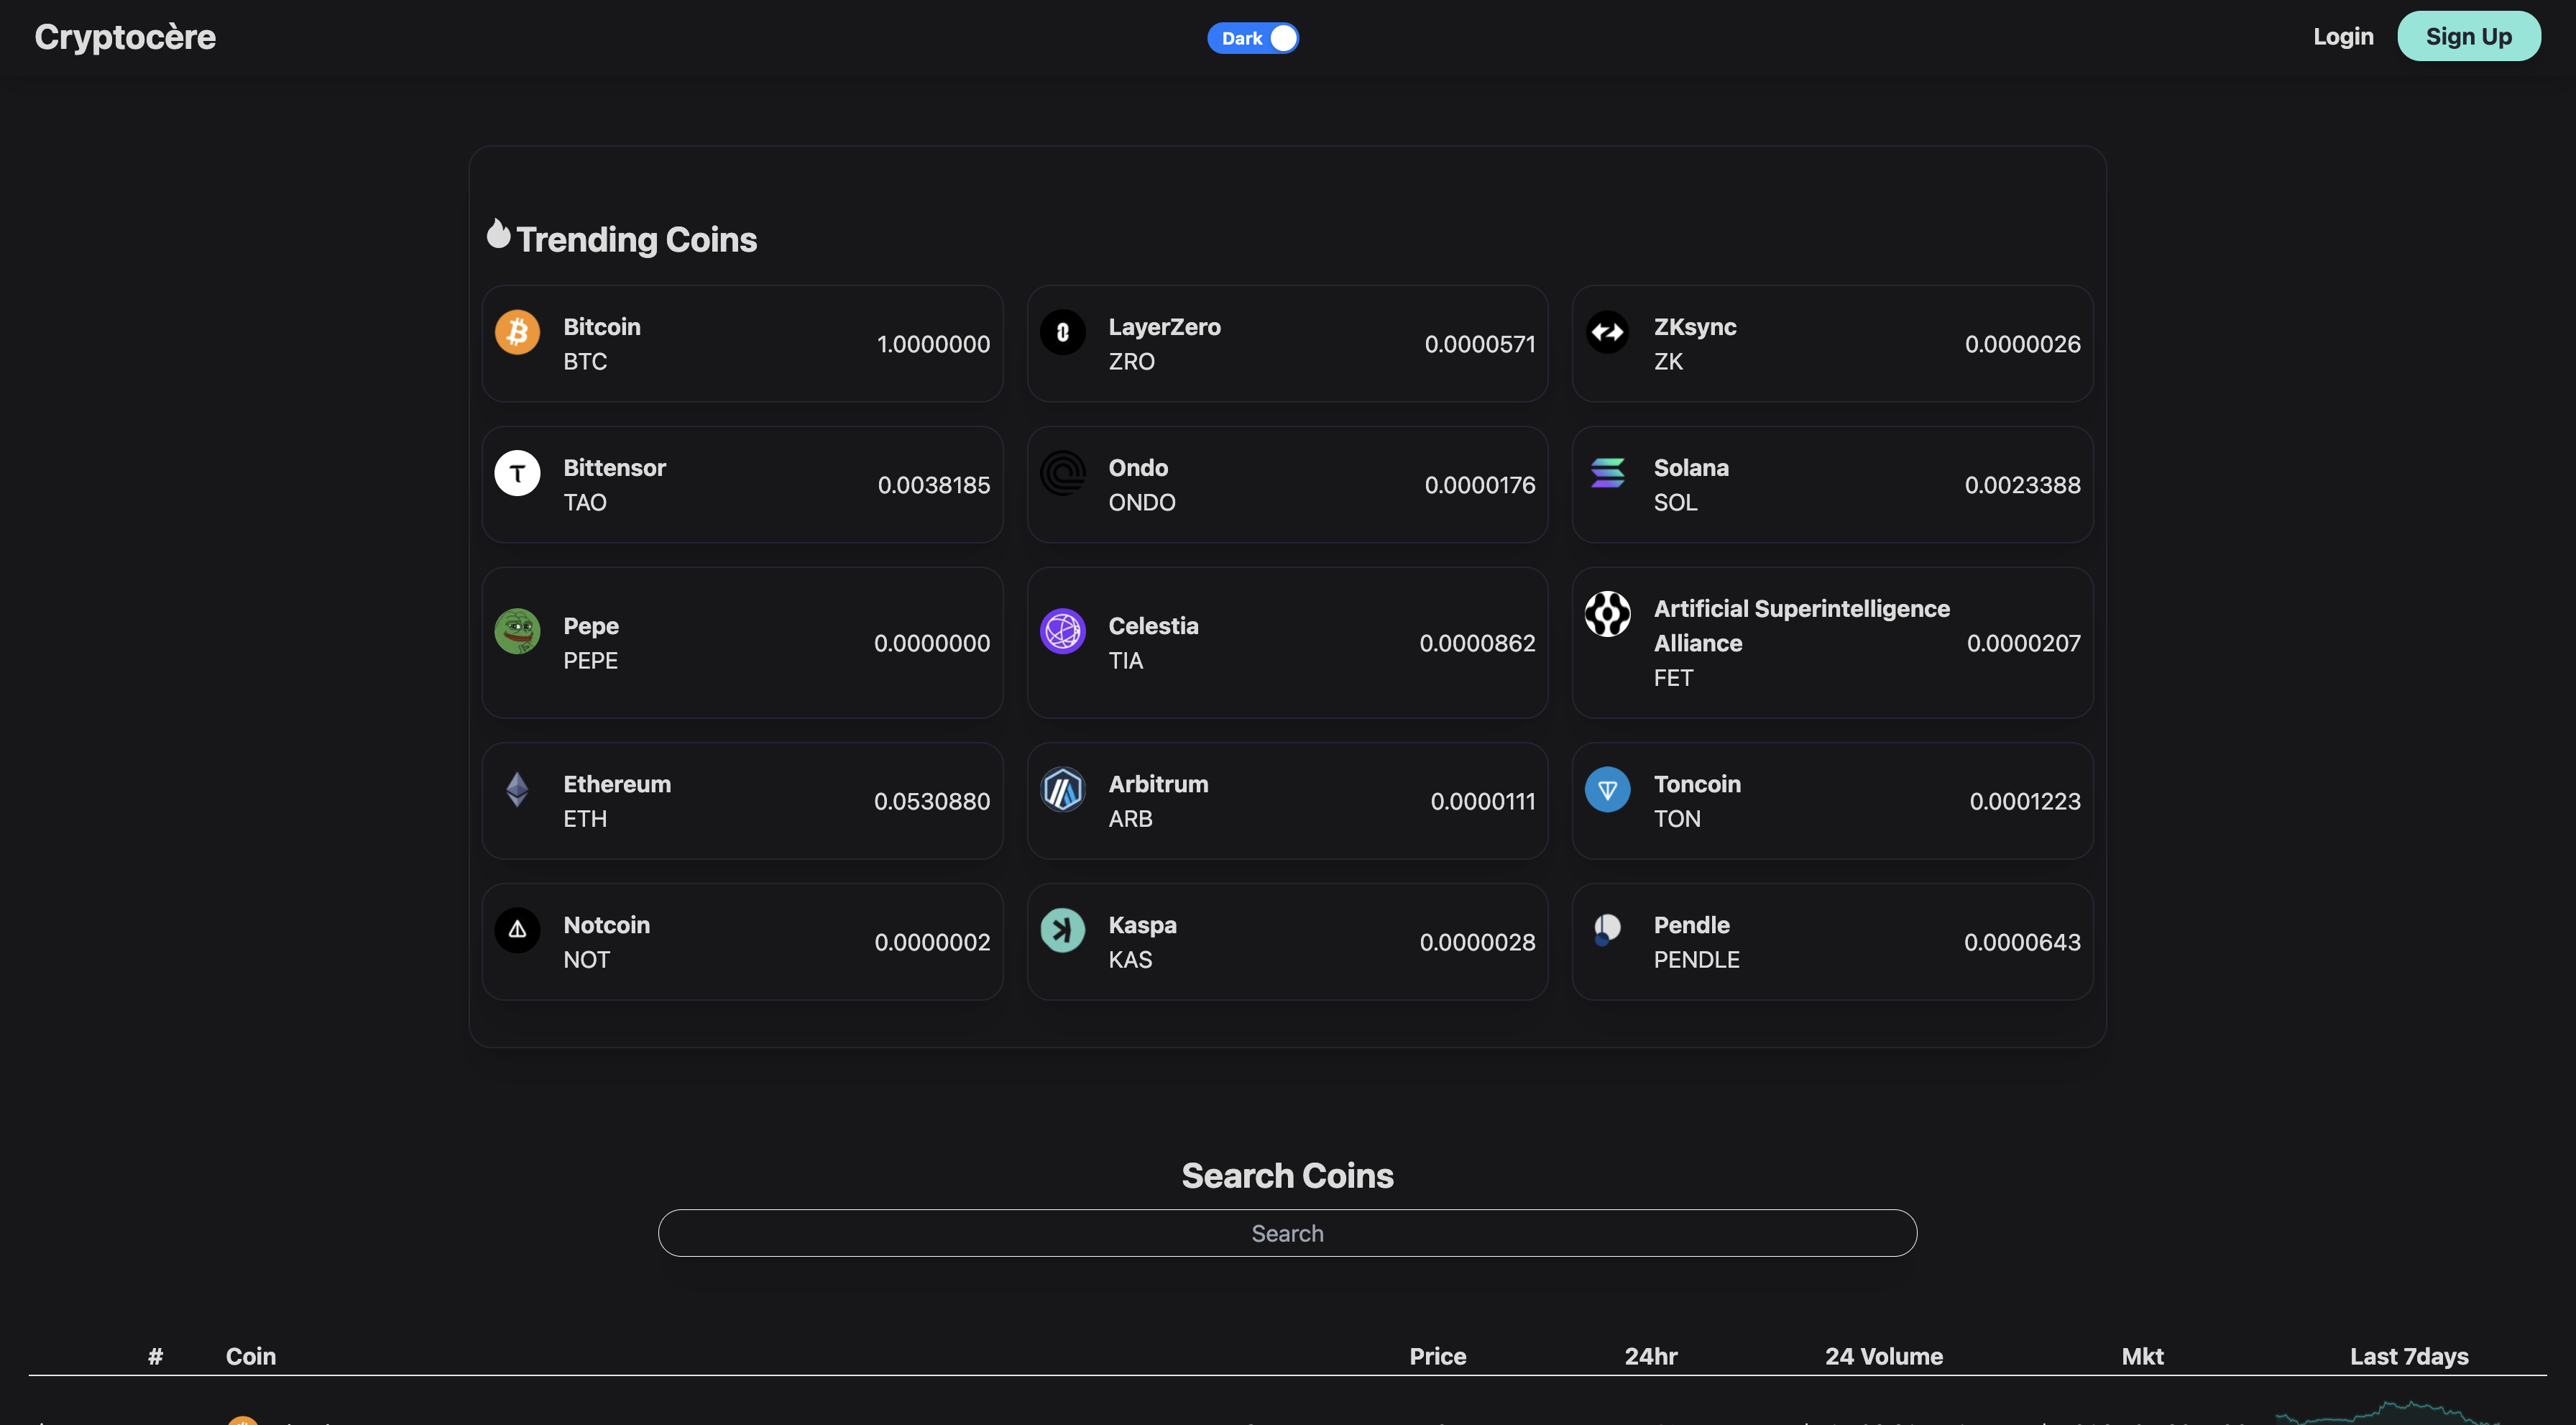 Cryptocère
Dark
Login
Sign Up
Trending Coins
Bitcoin
BTC
1.0000000
LayerZero
ZRO
0.0000571
ZKsync
ZK
0.0000026
Bittensor
TAO
0.0038185
Ondo
ONDO
0.0000176
Solana
SOL
0.0023388
Pepe
PEPE
0.0000000
Celestia
TIA
0.0000862
Artificial Superintelligence
Alliance
FET
0.0000207
Ethereum
ETH
0.0530880
Arbitrum
ARB
0.0000111
Toncoin
TON
0.0001223
Notcoin
NOT
0.0000002
Kaspa
KAS
0.0000028
Pendle
PENDLE
0.0000643
Search Coins
Search
# Coin Price 24hr 24 Volume Mkt Last 7days